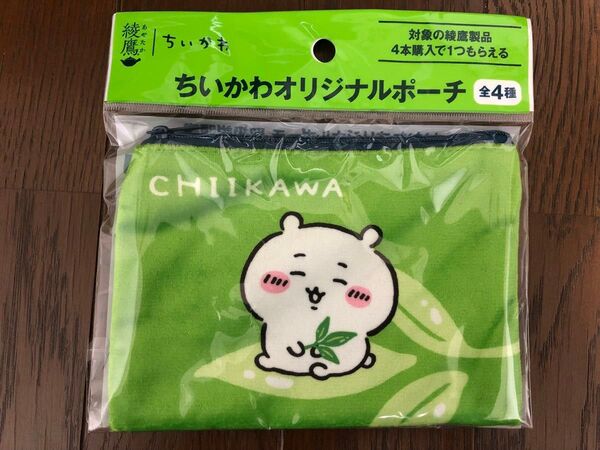 あやたか
綾鷹
ちいかわ
対象の綾鷹製品
4本購入で1つもらえる
ちいかわオリジナルポーチ
全4種
CHIIKAWA